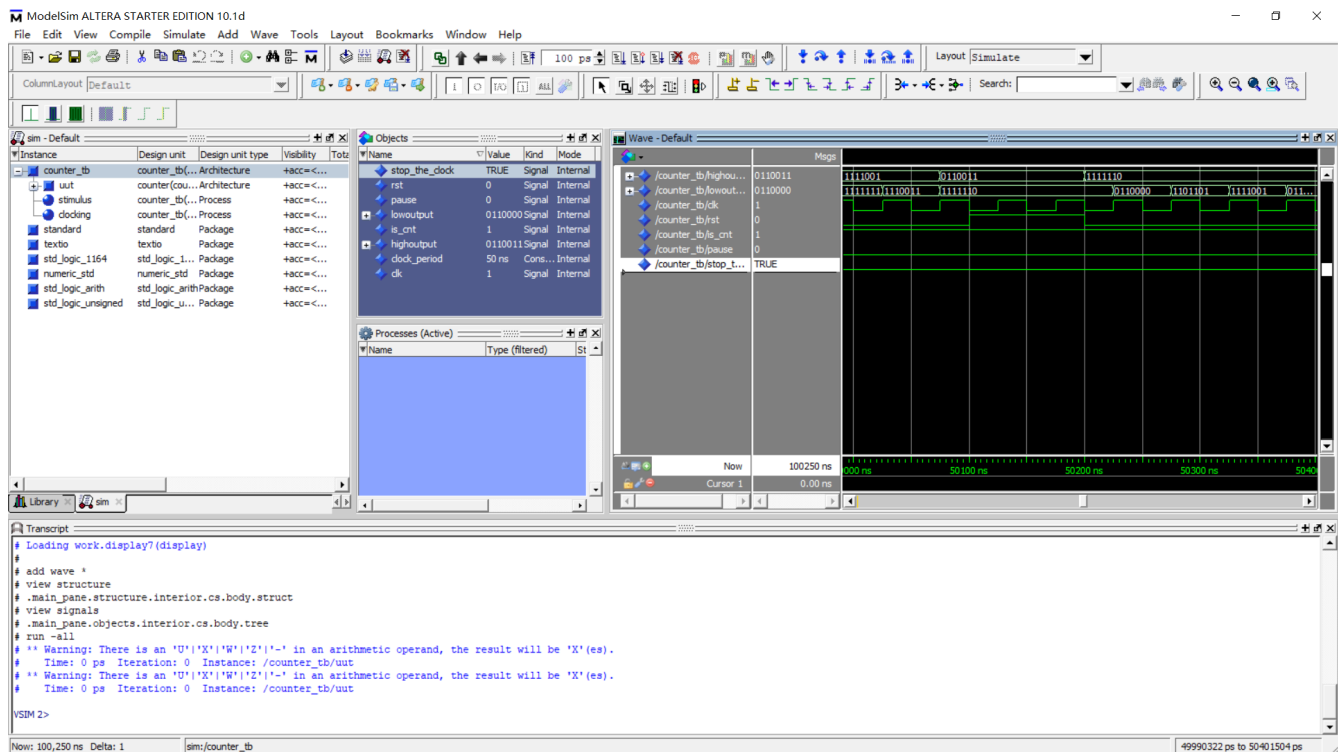 ModelSim ALTERA STARTER EDITION 10.1d
File Edit View Compile Simulate Add Wave Tools Layout Bookmarks Window Help
100 ps Layout Simulate
ColumnLayout Default I O I/O ALL Search:
sim - Default
Instance Design unit Design unit type Visibility Tota
counter_tb counter_tb(... Architecture +acc=<...
uut counter(cou... Architecture +acc=<...
stimulus counter_tb(... Process +acc=<...
clocking counter_tb(... Process +acc=<...
standard standard Package +acc=<...
textio textio Package +acc=<...
std_logic_1164 std_logic_1... Package +acc=<...
numeric_std numeric_std Package +acc=<...
std_logic_arith std_logic_arith Package +acc=<...
std_logic_unsigned std_logic_u... Package +acc=<...
Library sim
Objects
Name Value Kind Mode
stop_the_clock TRUE Signal Internal
rst 0 Signal Internal
pause 0 Signal Internal
lowoutput 0110000 Signal Internal
is_cnt 1 Signal Internal
highoutput 0110011 Signal Internal
clock_period 50 ns Cons... Internal
clk 1 Signal Internal
Processes (Active)
Name Type (filtered) St
Wave - Default
Msgs
/counter_tb/highou... 0110011 1111001 0110011 1111110
/counter_tb/lowout... 0110000 1111111 1110011 1111110 0110000 1101101 1111001 011...
/counter_tb/clk 1
/counter_tb/rst 0
/counter_tb/is_cnt 1
/counter_tb/pause 0
/counter_tb/stop_t... TRUE
Now 100250 ns 000 ns 50100 ns 50200 ns 50300 ns 5040
Cursor 1 0.00 ns
Transcript
# Loading work.display7(display)
#
# add wave *
# view structure
# .main_pane.structure.interior.cs.body.struct
# view signals
# .main_pane.objects.interior.cs.body.tree
# run -all
# ** Warning: There is an 'U'|'X'|'W'|'Z'|'-' in an arithmetic operand, the result will be 'X'(es).
# Time: 0 ps Iteration: 0 Instance: /counter_tb/uut
# ** Warning: There is an 'U'|'X'|'W'|'Z'|'-' in an arithmetic operand, the result will be 'X'(es).
# Time: 0 ps Iteration: 0 Instance: /counter_tb/uut
VSIM 2>
Now: 100,250 ns Delta: 1 sim:/counter_tb 49990322 ps to 50401504 ps